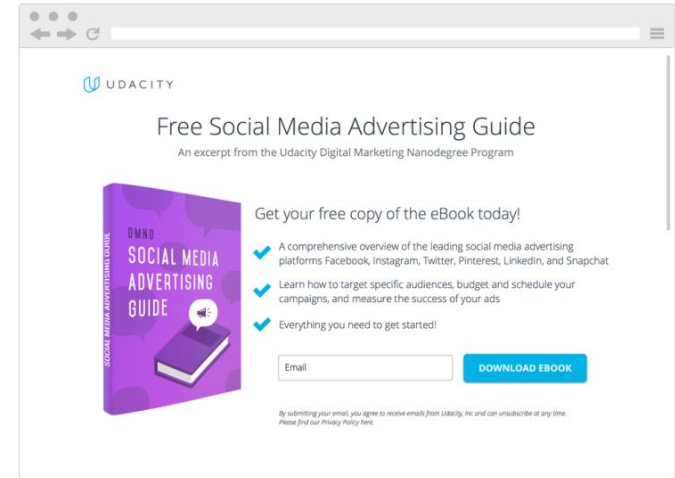 UDACITY
Free Social Media Advertising Guide
An excerpt from the Udacity Digital Marketing Nanodegree Program
SOCIAL MEDIA ADVERTISING GUIDE
DMND
SOCIAL MEDIA
ADVERTISING
GUIDE
Get your free copy of the eBook today!
A comprehensive overview of the leading social media advertising
platforms Facebook, Instagram, Twitter, Pinterest, LinkedIn, and Snapchat
Learn how to target specific audiences, budget and schedule your
campaigns, and measure the success of your ads
Everything you need to get started!
Email
DOWNLOAD EBOOK
By submitting your email, you agree to receive emails from Udacity, Inc and can unsubscribe at any time.
Please find our Privacy Policy here.